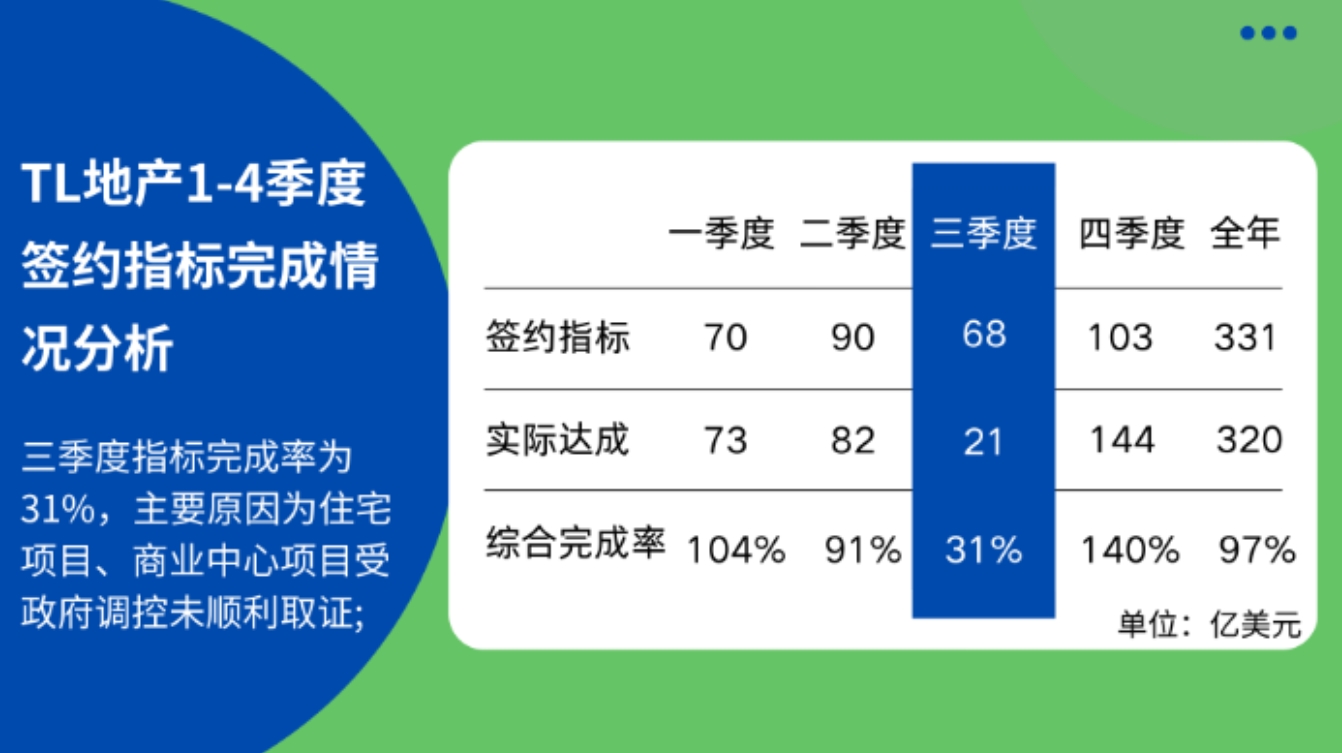 TL地产1-4季度
签约指标完成情
况分析
三季度指标完成率为
31%，主要原因为住宅
项目、商业中心项目受
政府调控未顺利取证;
一季度 二季度 三季度 四季度 全年
签约指标 70 90 68 103 331
实际达成 73 82 21 144 320
综合完成率 104% 91% 31% 140% 97%
单位：亿美元